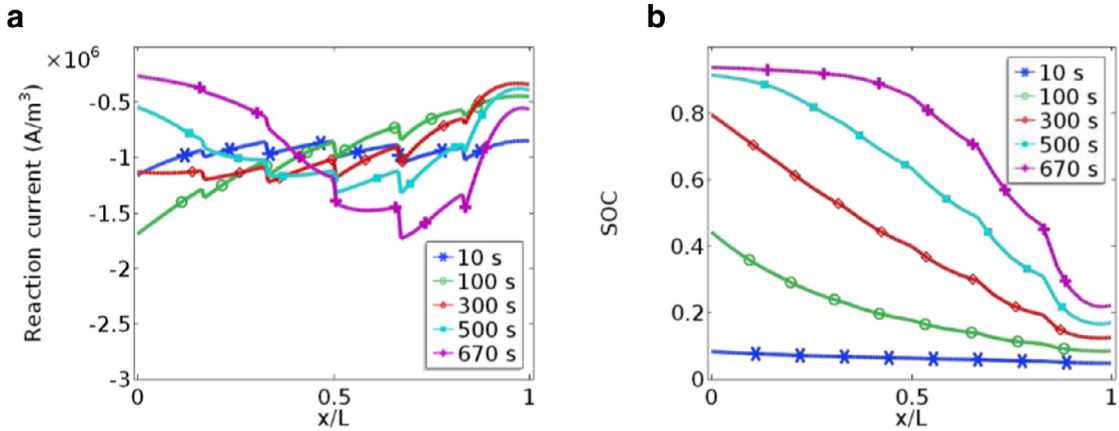 a
×10⁶
Reaction current (A/m³)
-0.5
-1
-1.5
-2
-2.5
-3
0
0.5
1
x/L
10 s
100 s
300 s
500 s
670 s
b
SOC
0.8
0.6
0.4
0.2
0
0
0.5
1
x/L
10 s
100 s
300 s
500 s
670 s